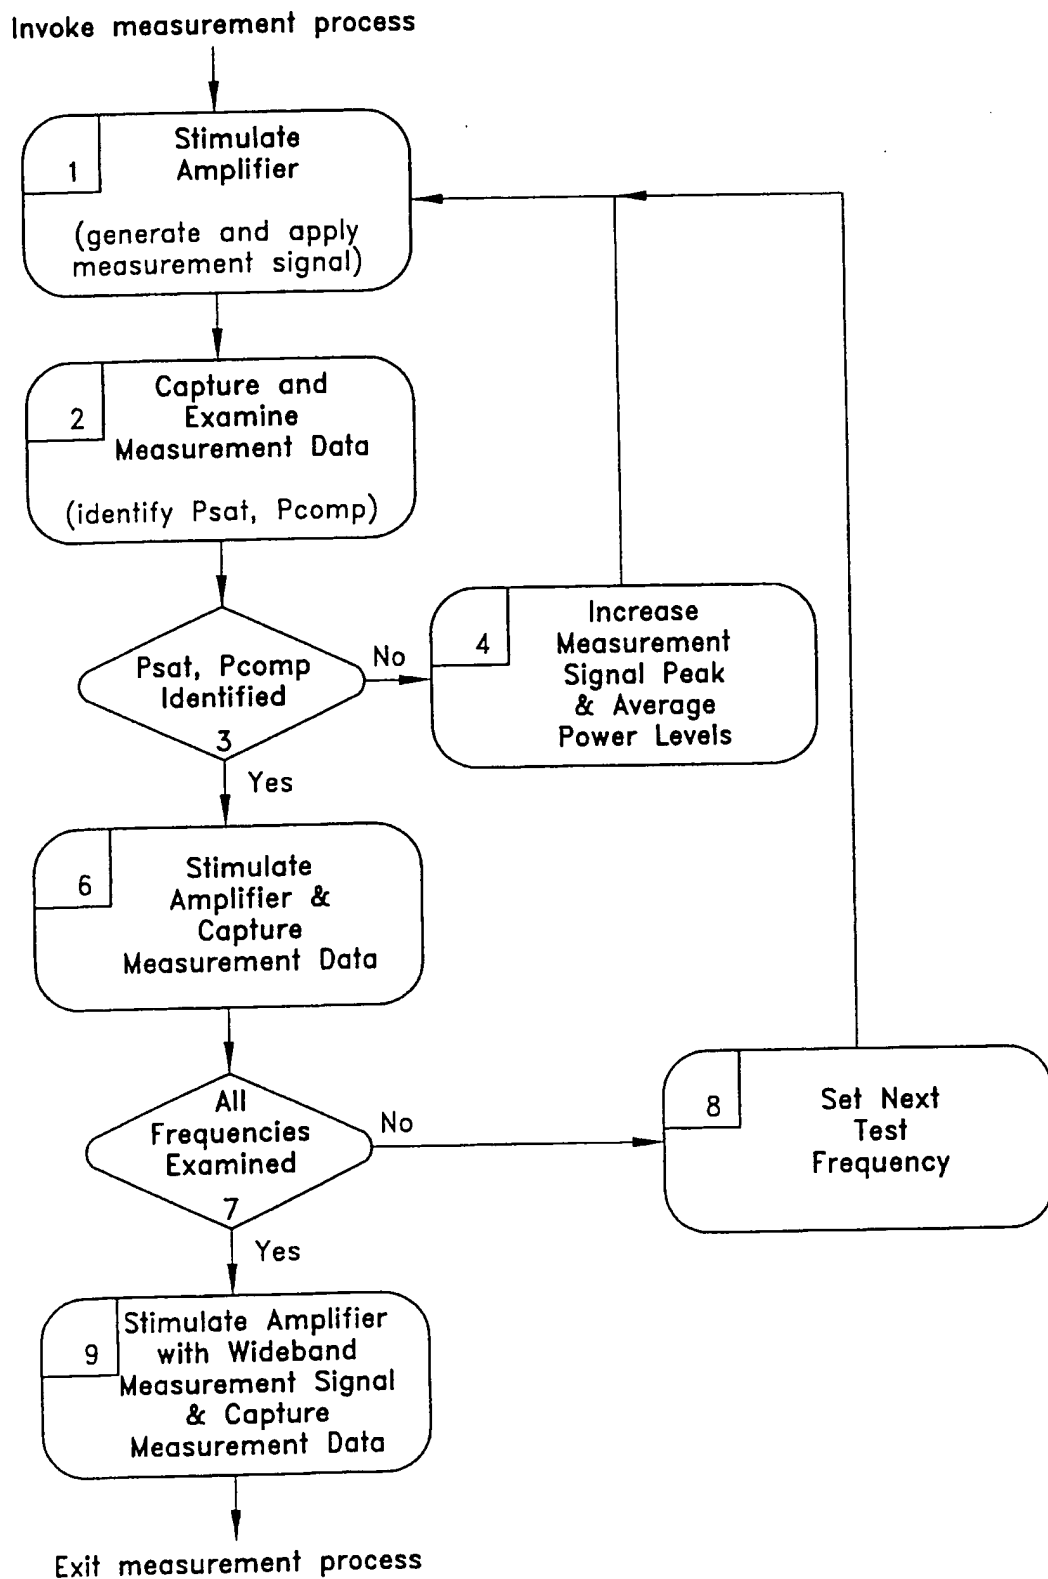 Invoke measurement process
1
Stimulate
Amplifier
(generate and apply
measurement signal)
2
Capture and
Examine
Measurement Data
(identify Psat, Pcomp)
Psat, Pcomp
Identified
3
No
4
Increase
Measurement
Signal Peak
& Average
Power Levels
Yes
6
Stimulate
Amplifier &
Capture
Measurement Data
All
Frequencies
Examined
7
No
8
Set Next
Test
Frequency
Yes
9
Stimulate Amplifier
with Wideband
Measurement Signal
& Capture
Measurement Data
Exit measurement process